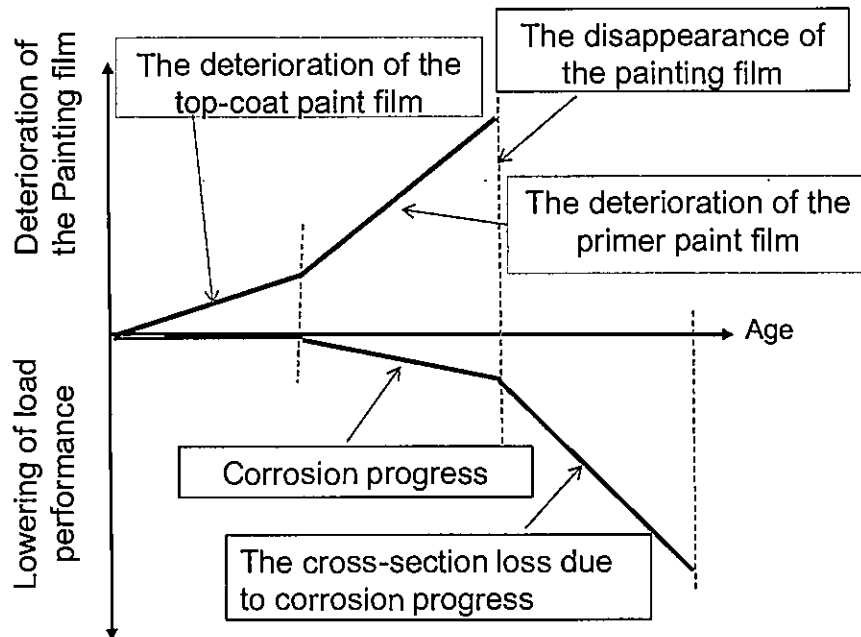 Deterioration of
the Painting film
The deterioration of the
top-coat paint film
The disappearance of
the painting film
The deterioration of the
primer paint film
Age
Lowering of load
performance
Corrosion progress
The cross-section loss due
to corrosion progress